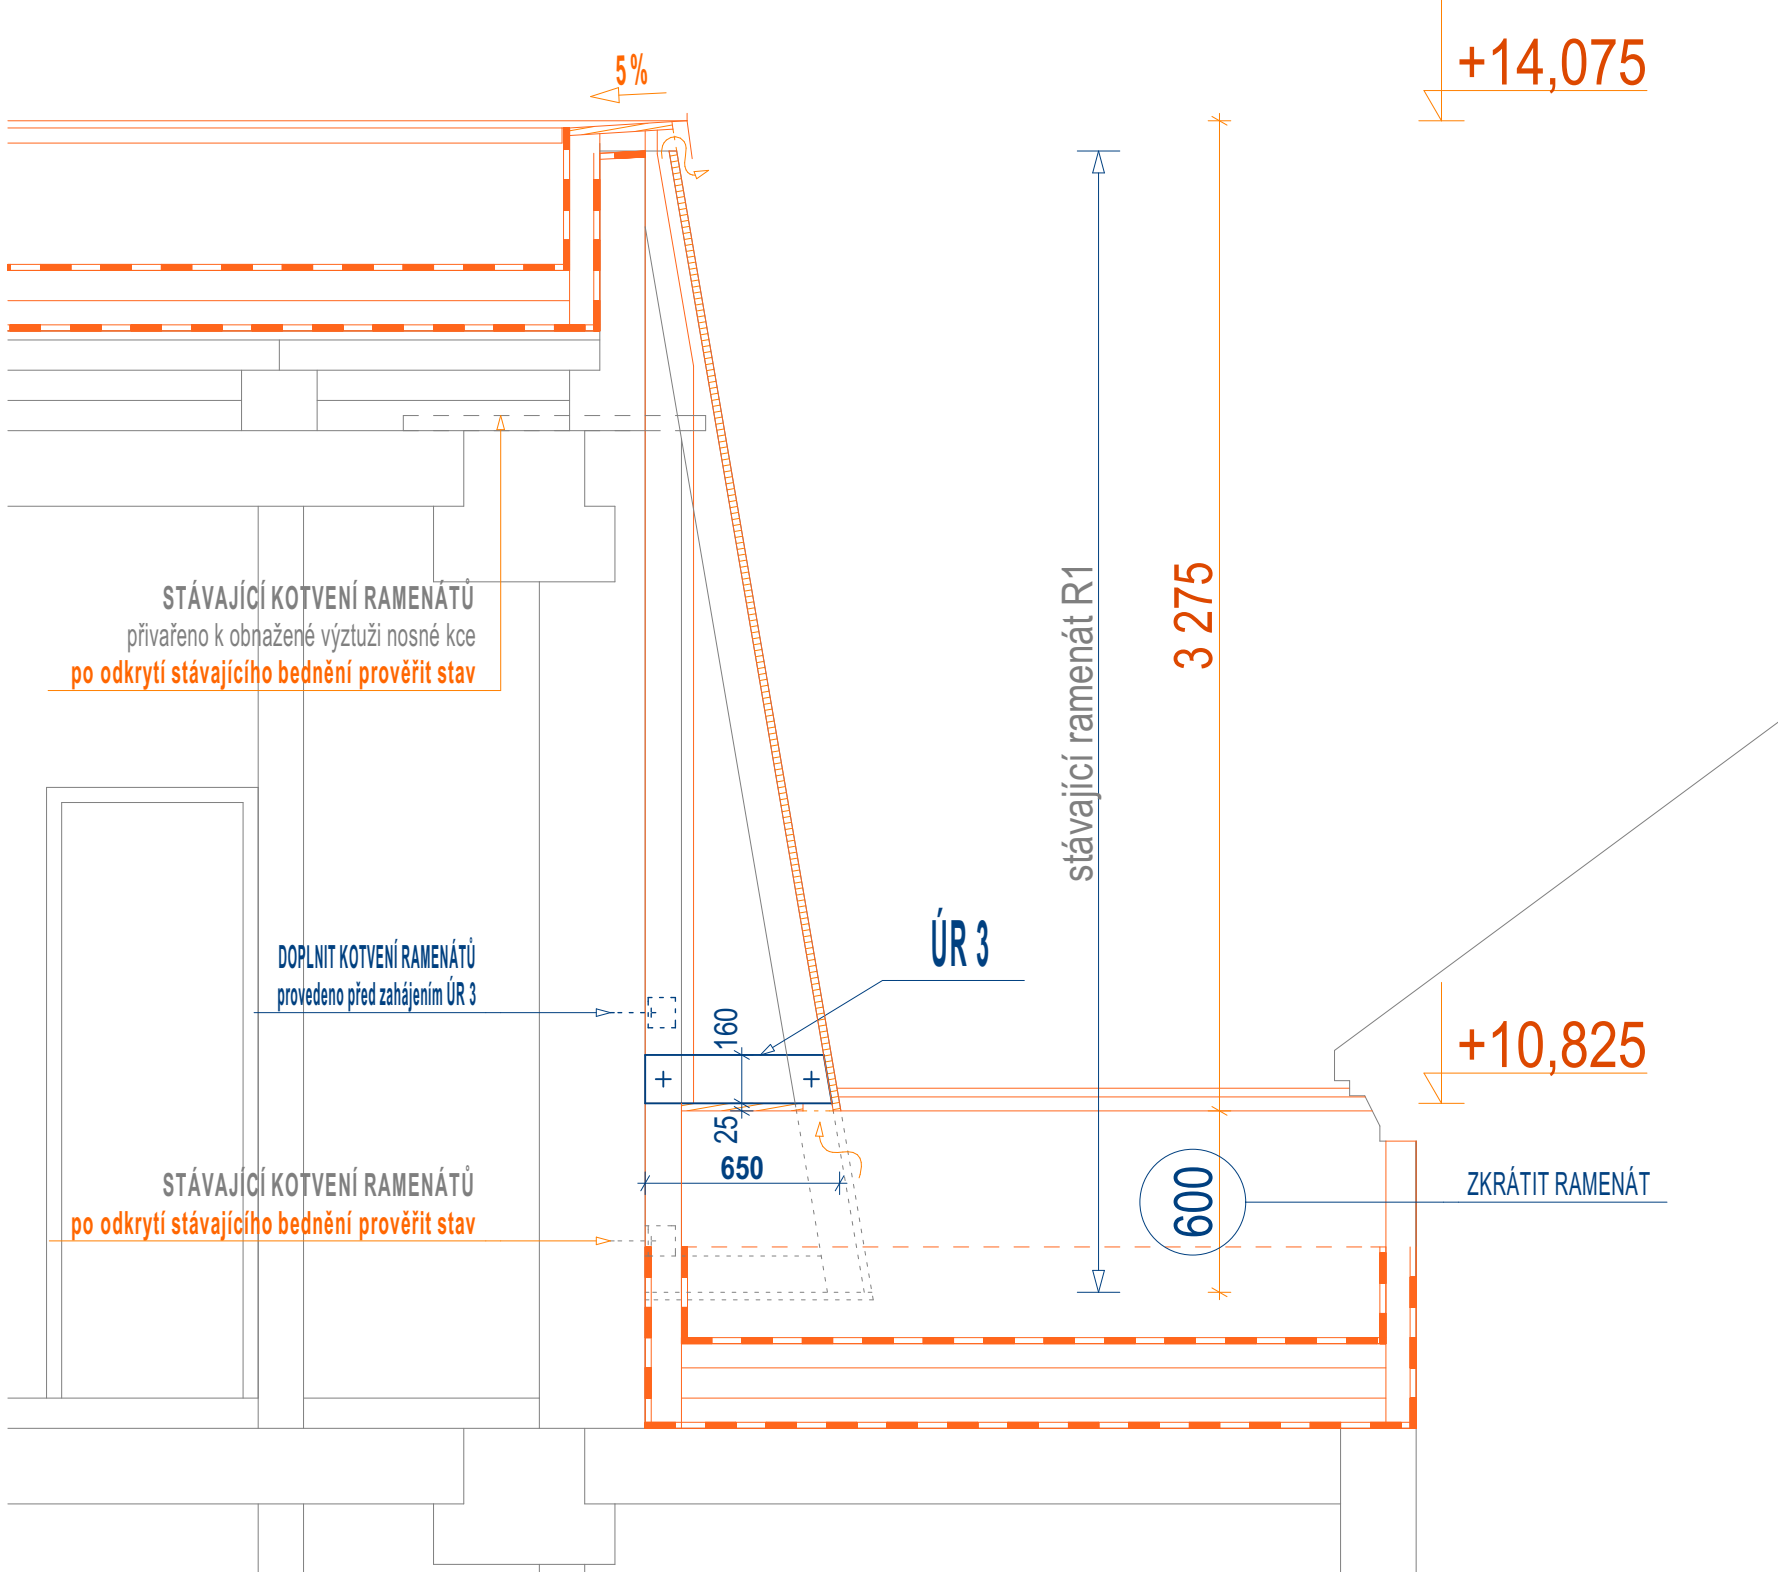 5 %
+14,075
STÁVAJÍCÍ KOTVENÍ RAMENÁTŮ
přivařeno k obnažené výztuži nosné kce
po odkrytí stávajícího bednění prověřit stav
stávající ramenát R1
3 275
ÚR 3
DOPLNIT KOTVENÍ RAMENÁTŮ
provedeno před zahájením ÚR 3
160
+10,825
25
650
STÁVAJÍCÍ KOTVENÍ RAMENÁTŮ
po odkrytí stávajícího bednění prověřit stav
600
ZKRÁTIT RAMENÁT